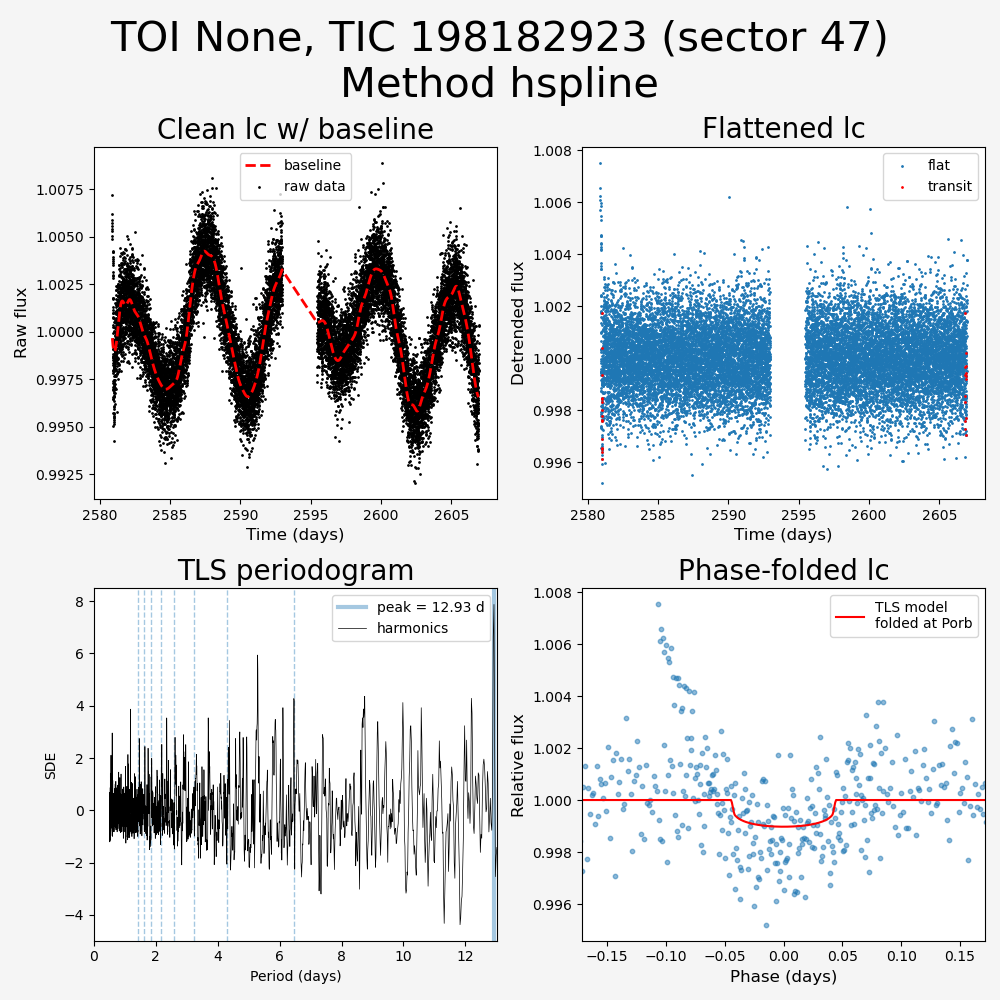 TOI None, TIC 198182923 (sector 47)
Method hspline
Clean lc w/ baseline
baseline
raw data
1.0075
1.0050
1.0025
1.0000
0.9975
0.9950
0.9925
Raw flux
2580
2585
2590
2595
2600
2605
Time (days)
Flattened lc
flat
transit
1.008
1.006
1.004
1.002
1.000
0.998
0.996
Detrended flux
2580
2585
2590
2595
2600
2605
Time (days)
TLS periodogram
peak = 12.93 d
harmonics
8
6
4
2
0
−2
−4
SDE
0
2
4
6
8
10
12
Period (days)
Phase-folded lc
TLS model
folded at Porb
1.008
1.006
1.004
1.002
1.000
0.998
0.996
Relative flux
−0.15
−0.10
−0.05
0.00
0.05
0.10
0.15
Phase (days)